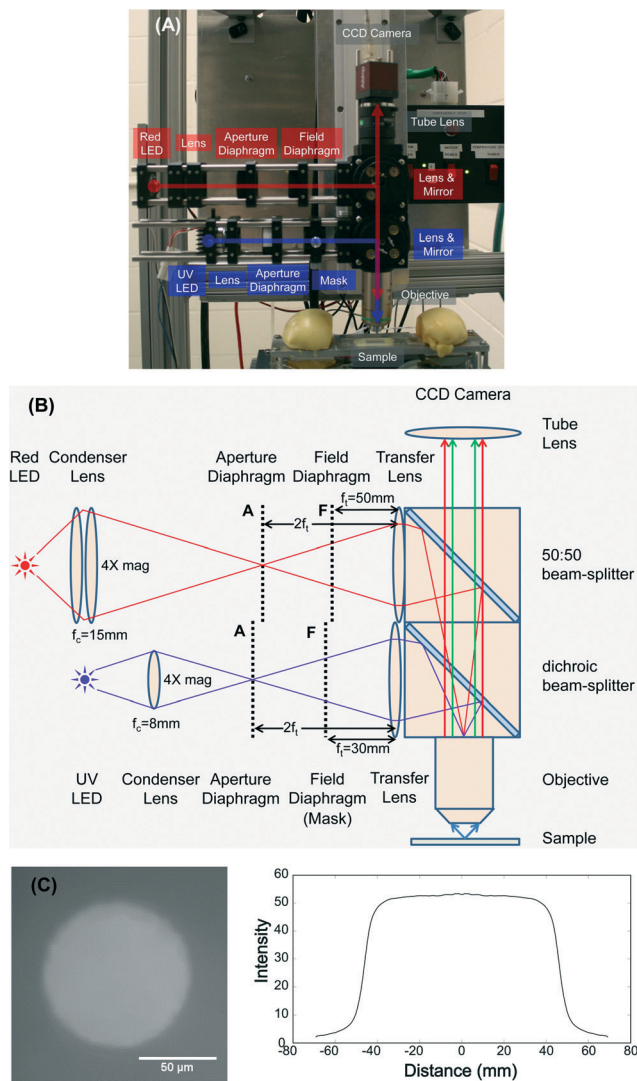 (A)
CCD Camera
Tube Lens
Red
LED
Lens
Aperture
Diaphragm
Field
Diaphragm
Lens &
Mirror
Lens &
Mirror
UV
LED
Lens
Aperture
Diaphragm
Mask
Objective
Sample
(B)
CCD Camera
Tube
Lens
Red
LED
Condenser
Lens
Aperture
Diaphragm
Field
Diaphragm
Transfer
Lens
A
F
ft=50mm
2ft
4X mag
50:50
beam-splitter
fc=15mm
A
F
4X mag
dichroic
beam-splitter
fc=8mm
2ft
ft=30mm
UV
LED
Condenser
Lens
Aperture
Diaphragm
Field
Diaphragm
(Mask)
Transfer
Lens
Objective
Sample
(C)
50 µm
60
50
40
30
20
10
0
Intensity
-80 -60 -40 -20 0 20 40 60 80
Distance (mm)